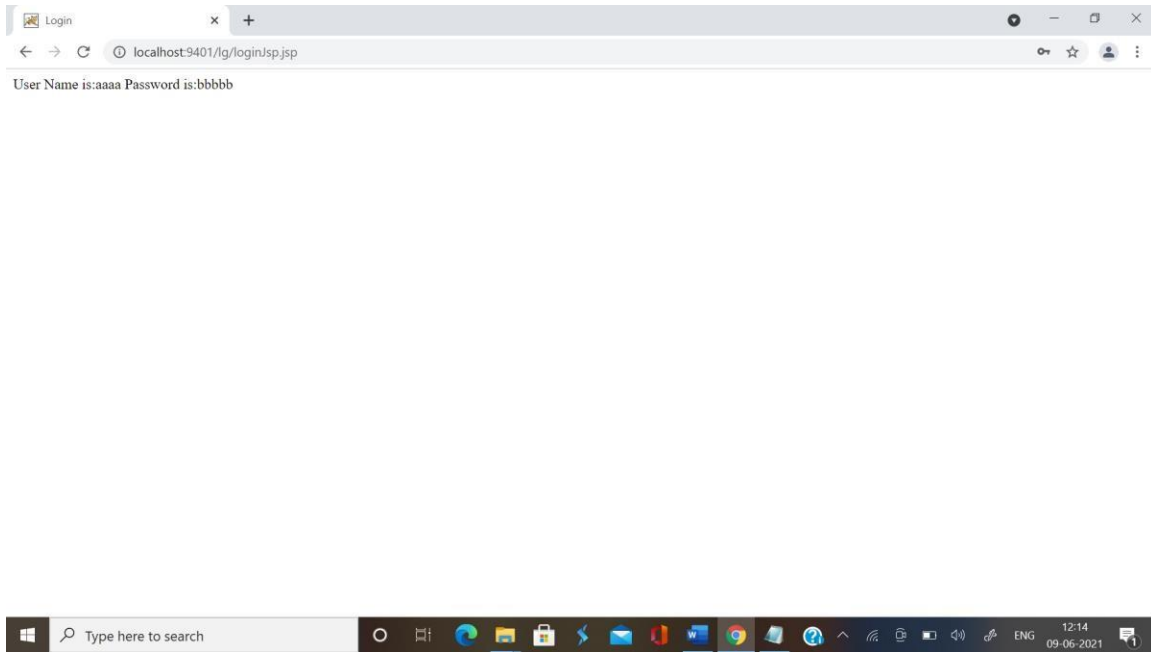 Login
localhost:9401/lg/loginJsp.jsp
User Name is:aaaa Password is:bbbbb
Type here to search
ENG
12:14
09-06-2021
1